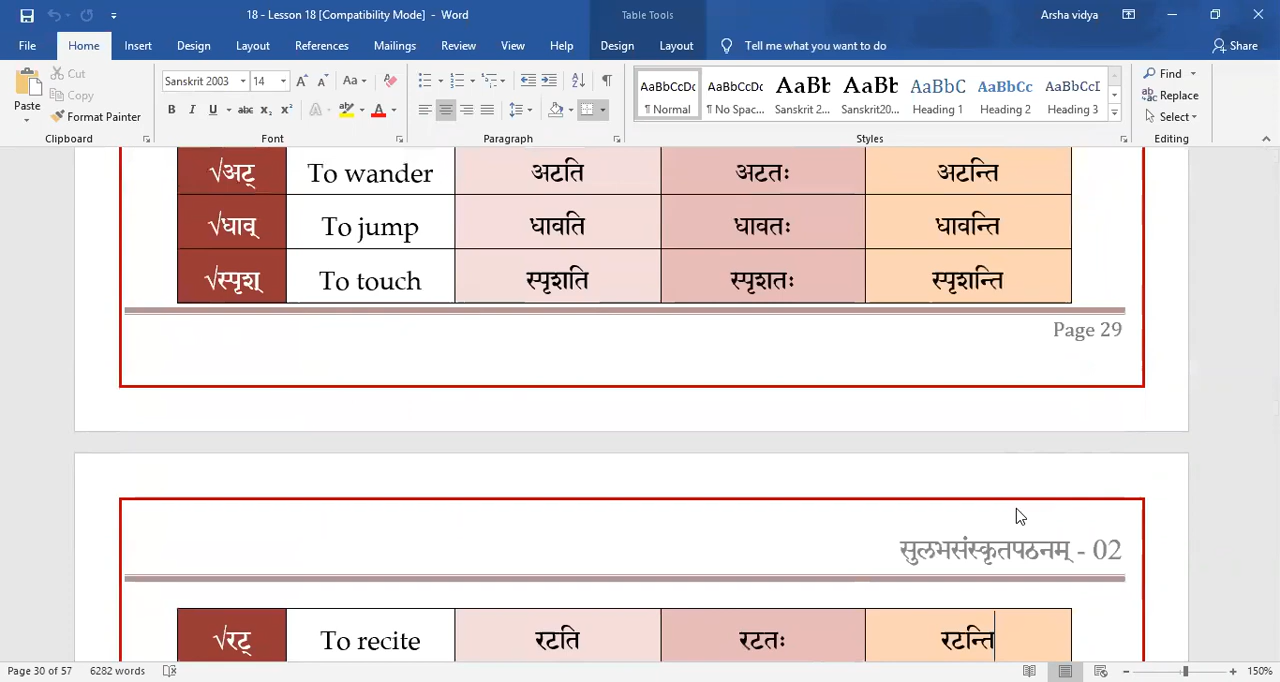 18 - Lesson 18 [Compatibility Mode] - Word
Table Tools
Arsha vidya
File Home Insert Design Layout References Mailings Review View Help Design Layout Tell me what you want to do Share
Paste
Cut
Copy
Format Painter
Clipboard
Sanskrit 2003 14
Font
Paragraph
AaBbCcDc AaBbCcDc AaBb AaBb AaBbC AaBbCc AaBbCcI
¶ Normal ¶ No Spac... Sanskrit 2... Sanskrit20... Heading 1 Heading 2 Heading 3
Styles
Find
Replace
Select
Editing
√अट् To wander अटति अटतः अटन्ति
√धाव् To jump धावति धावतः धावन्ति
√स्पृश् To touch स्पृशति स्पृशतः स्पृशन्ति
Page 29
सुलभसंस्कृतपठनम् - 02
√रट् To recite रटति रटतः रटन्ति
Page 30 of 57 6282 words 150%